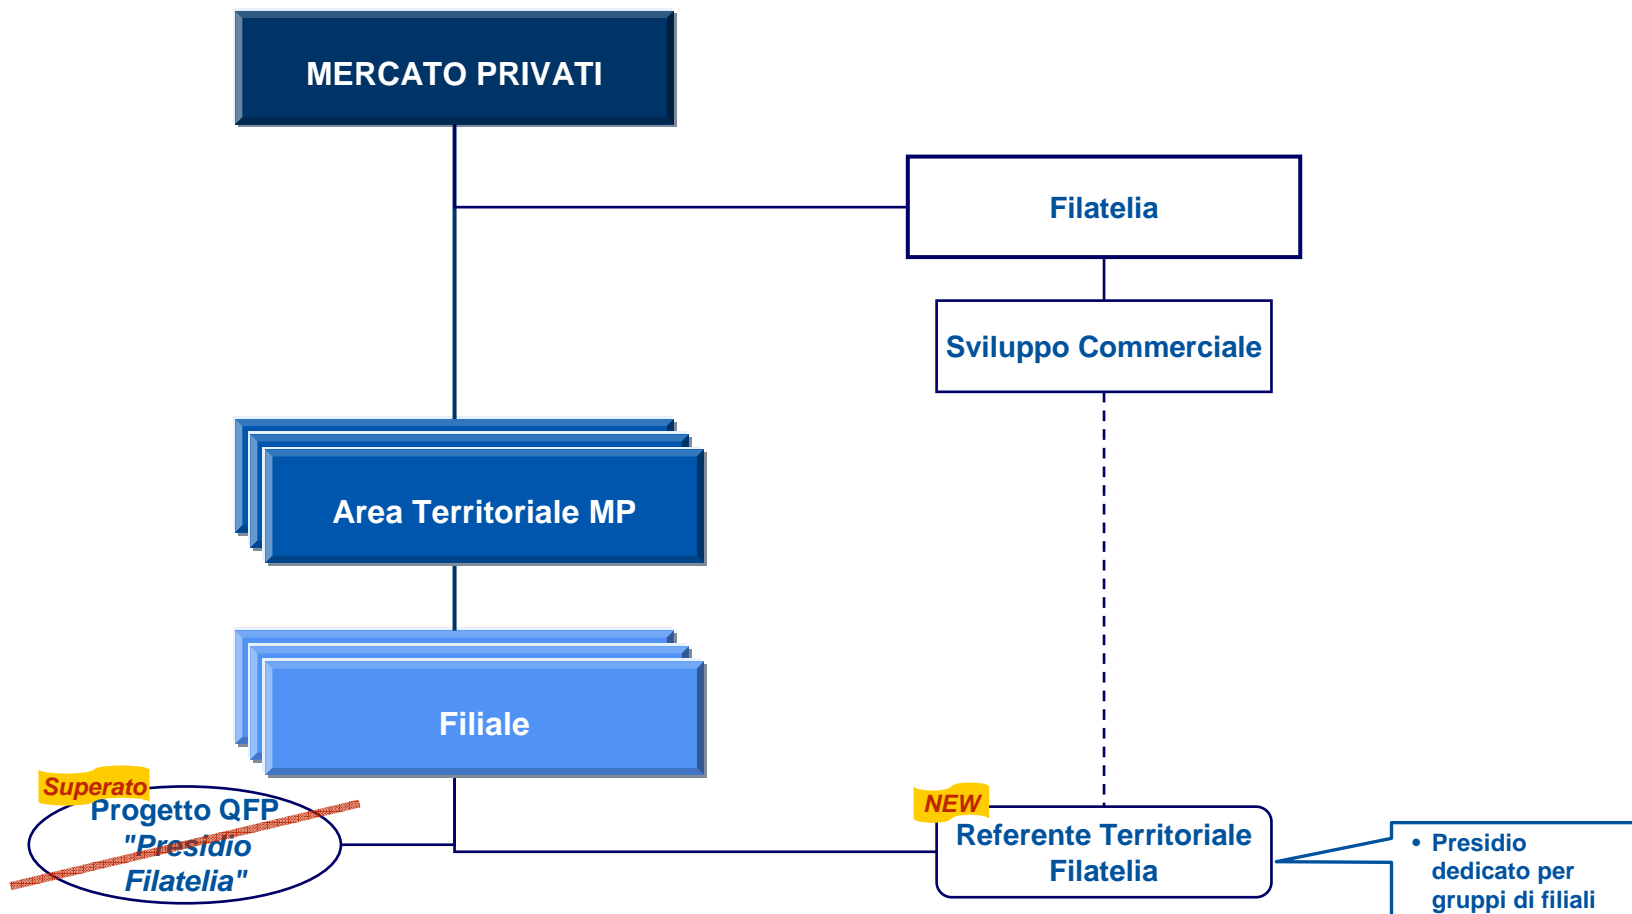 MERCATO PRIVATI
Filatelia
Sviluppo Commerciale
Area Territoriale MP
Filiale
Superato
Progetto QFP
"Presidio
Filatelia"
NEW
Referente Territoriale
Filatelia
• Presidio
dedicato per
gruppi di filiali